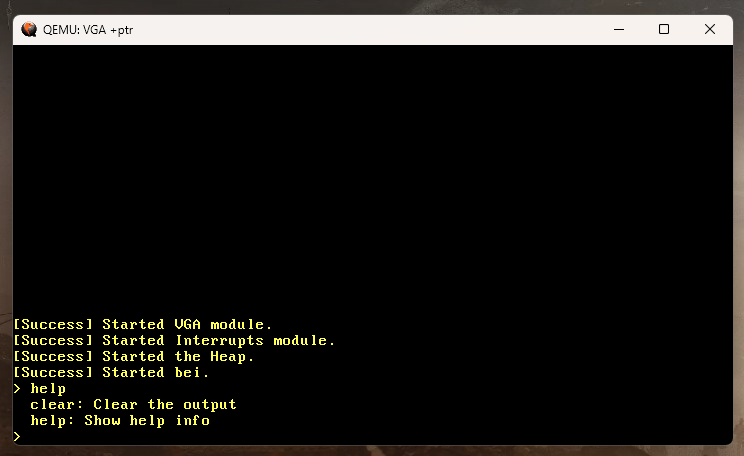 QEMU: VGA +ptr
[Success] Started VGA module.
[Success] Started Interrupts module.
[Success] Started the Heap.
[Success] Started bei.
> help
  clear: Clear the output
  help: Show help info
>